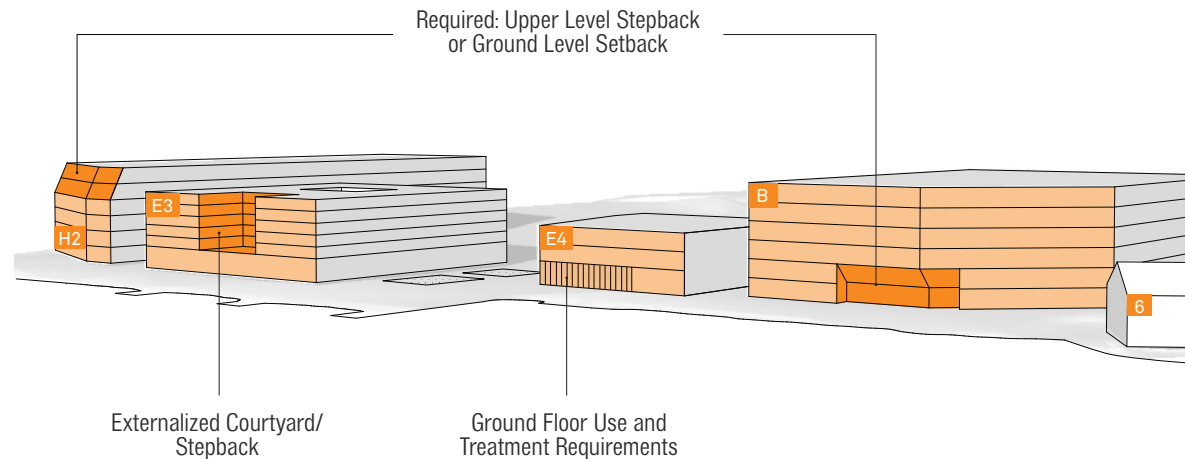 Required: Upper Level Stepback
or Ground Level Setback
E3
B
H2
E4
6
Externalized Courtyard/
Stepback
Ground Floor Use and
Treatment Requirements